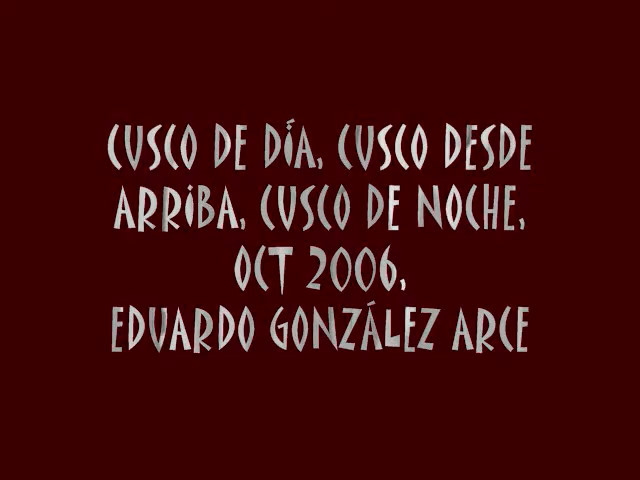 CUSCO DE DÍA, CUSCO DESDE
ARRIBA, CUSCO DE NOCHE,
OCT 2006,
EDUARDO GONZÁLEZ ARCE